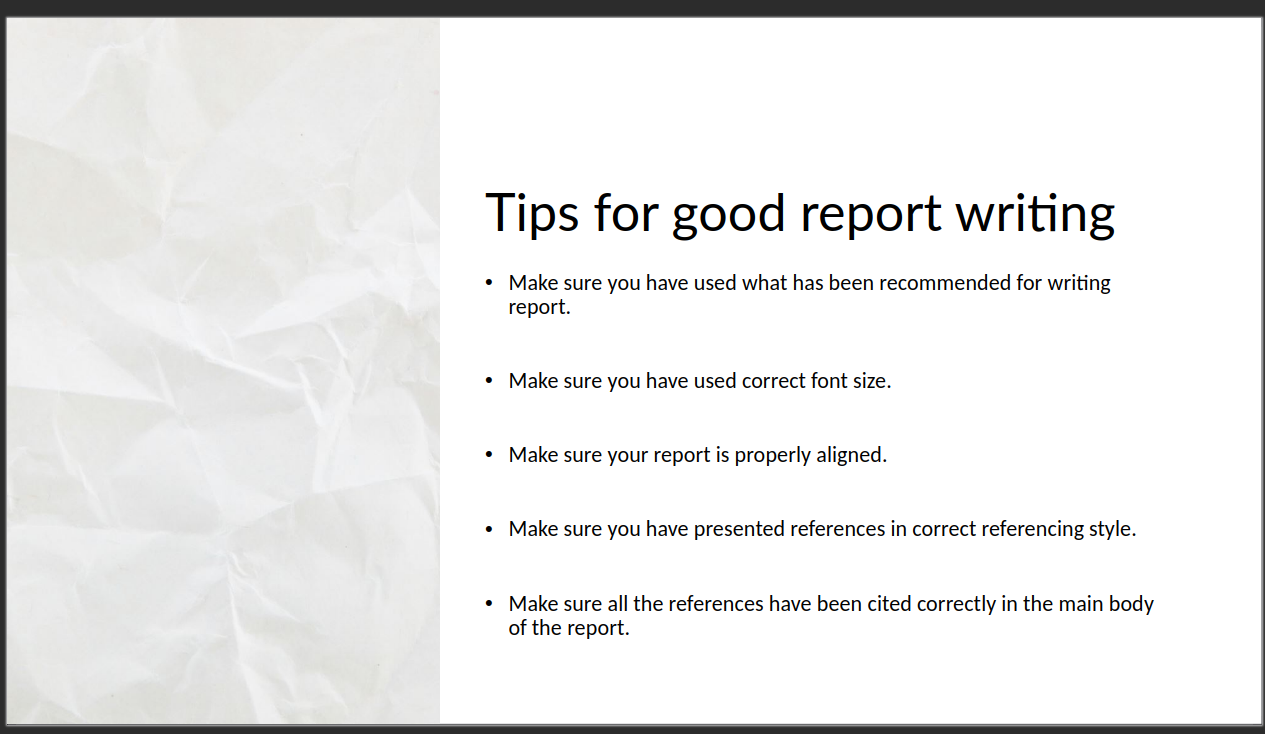 Tips for good report writing
• Make sure you have used what has been recommended for writing
report.
• Make sure you have used correct font size.
• Make sure your report is properly aligned.
• Make sure you have presented references in correct referencing style.
• Make sure all the references have been cited correctly in the main body
of the report.